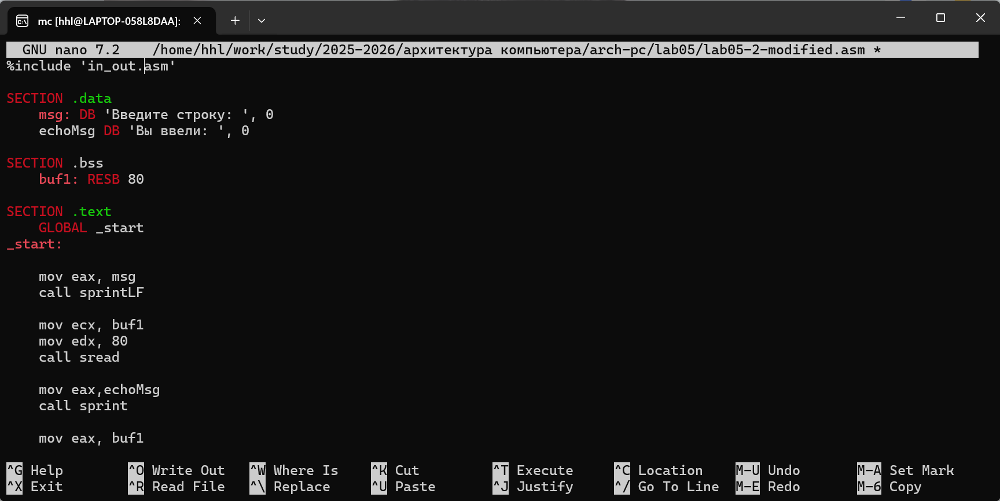 mc [hhl@LAPTOP-058L8DAA]:
GNU nano 7.2 /home/hhl/work/study/2025-2026/архитектура компьютера/arch-pc/lab05/lab05-2-modified.asm *
%include 'in_out.asm'
SECTION .data
msg: DB 'Введите строку: ', 0
echoMsg DB 'Вы ввели: ', 0
SECTION .bss
buf1: RESB 80
SECTION .text
GLOBAL _start
_start:
mov eax, msg
call sprintLF
mov ecx, buf1
mov edx, 80
call sread
mov eax,echoMsg
call sprint
mov eax, buf1
^G Help ^O Write Out ^W Where Is ^K Cut ^T Execute ^C Location M-U Undo M-A Set Mark
^X Exit ^R Read File ^\ Replace ^U Paste ^J Justify ^/ Go To Line M-E Redo M-6 Copy